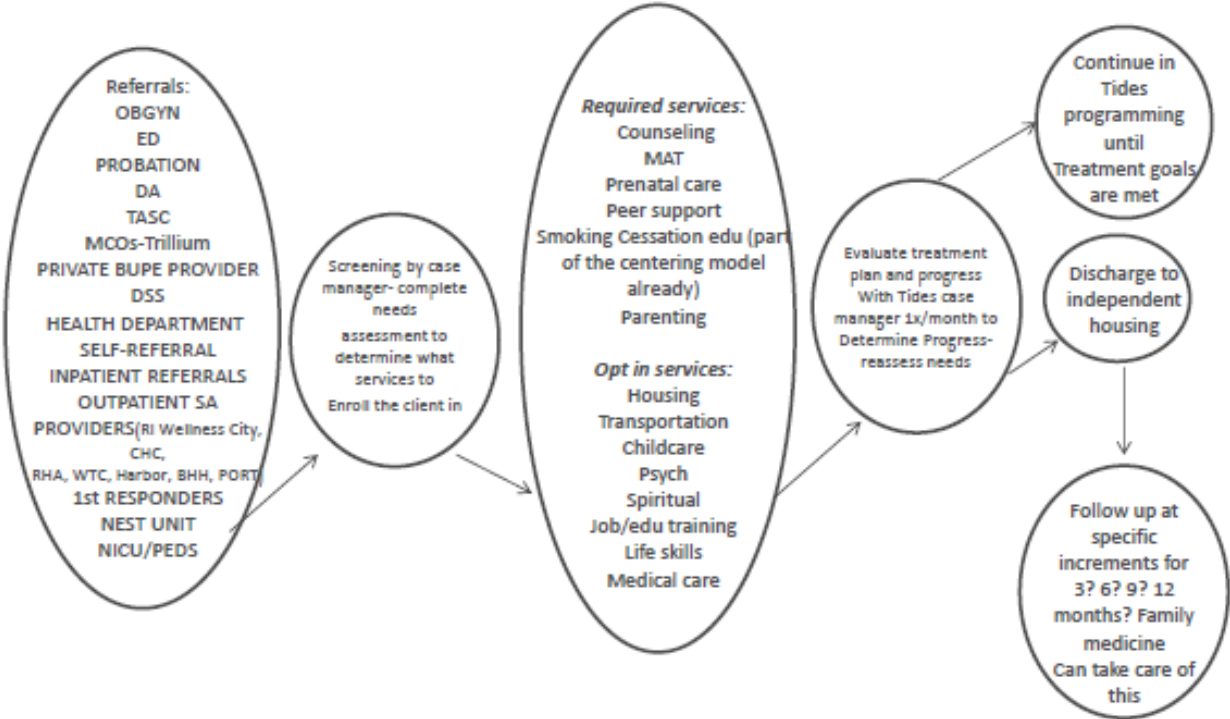 Referrals:
OBGYN
ED
PROBATION
DA
TASC
MCOs-Trillium
PRIVATE BUPE PROVIDER
DSS
HEALTH DEPARTMENT
SELF-REFERRAL
INPATIENT REFERRALS
OUTPATIENT SA
PROVIDERS(RI Wellness City,
CHC,
RHA, WTC, Harbor, BHH, PORT)
1st RESPONDERS
NEST UNIT
NICU/PEDS
Screening by case
manager- complete
needs
assessment to
determine what
services to
Enroll the client in
Required services:
Counseling
MAT
Prenatal care
Peer support
Smoking Cessation edu (part
of the centering model
already)
Parenting
Opt in services:
Housing
Transportation
Childcare
Psych
Spiritual
Job/edu training
Life skills
Medical care
Evaluate treatment
plan and progress
With Tides case
manager 1x/month to
Determine Progress-
reassess needs
Continue in
Tides
programming
until
Treatment goals
are met
Discharge to
independent
housing
Follow up at
specific
increments for
3? 6? 9? 12
months? Family
medicine
Can take care of
this